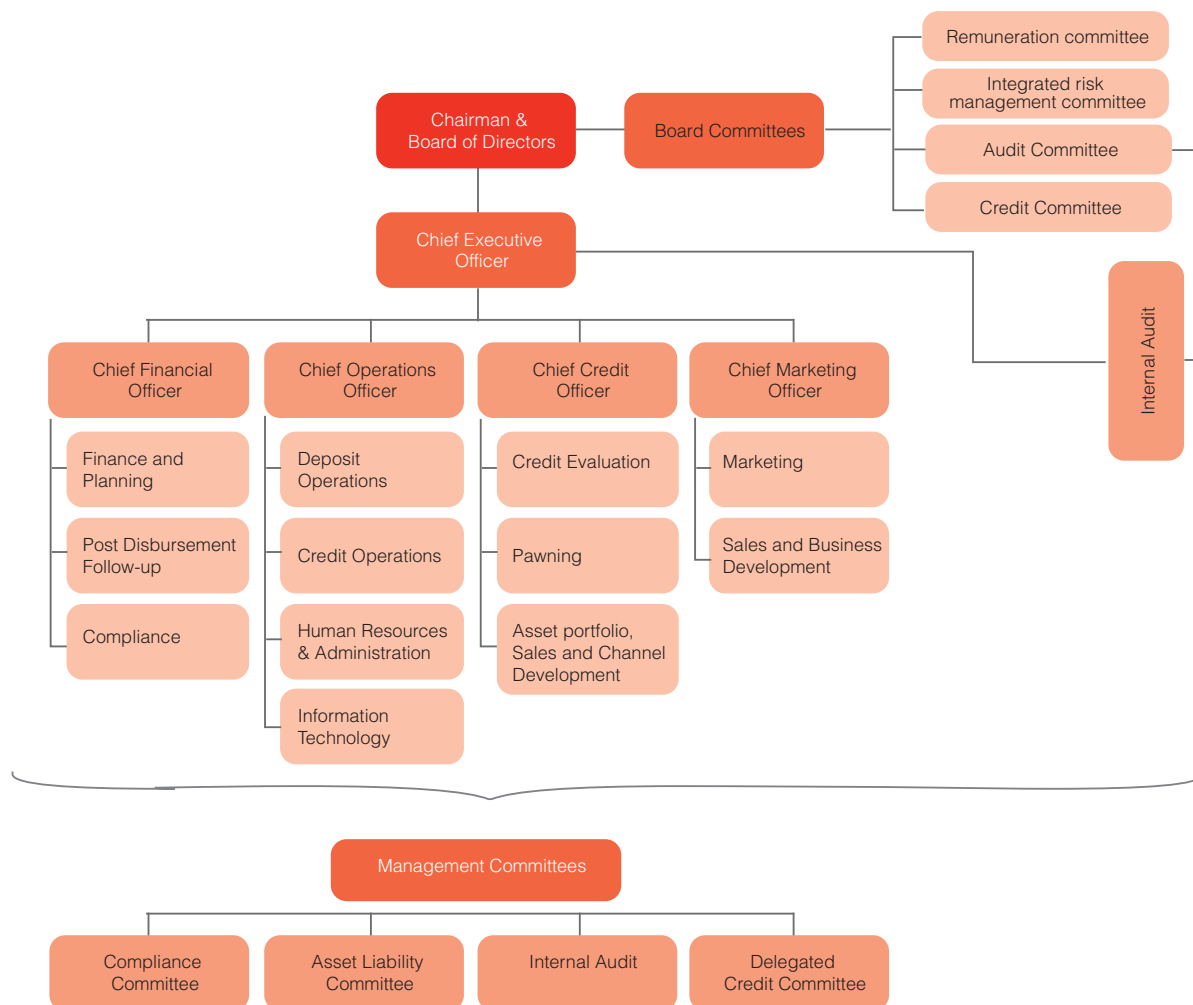 Remuneration committee
Integrated risk
management committee
Chairman &
Board of Directors
Board Committees
Audit Committee
Credit Committee
Chief Executive
Officer
Internal Audit
Chief Financial
Officer
Chief Operations
Officer
Chief Credit
Officer
Chief Marketing
Officer
Finance and
Planning
Deposit
Operations
Credit Evaluation
Marketing
Post Disbursement
Follow-up
Credit Operations
Pawning
Sales and Business
Development
Compliance
Human Resources
& Administration
Asset portfolio,
Sales and Channel
Development
Information
Technology
Management Committees
Compliance
Committee
Asset Liability
Committee
Internal Audit
Delegated
Credit Committee